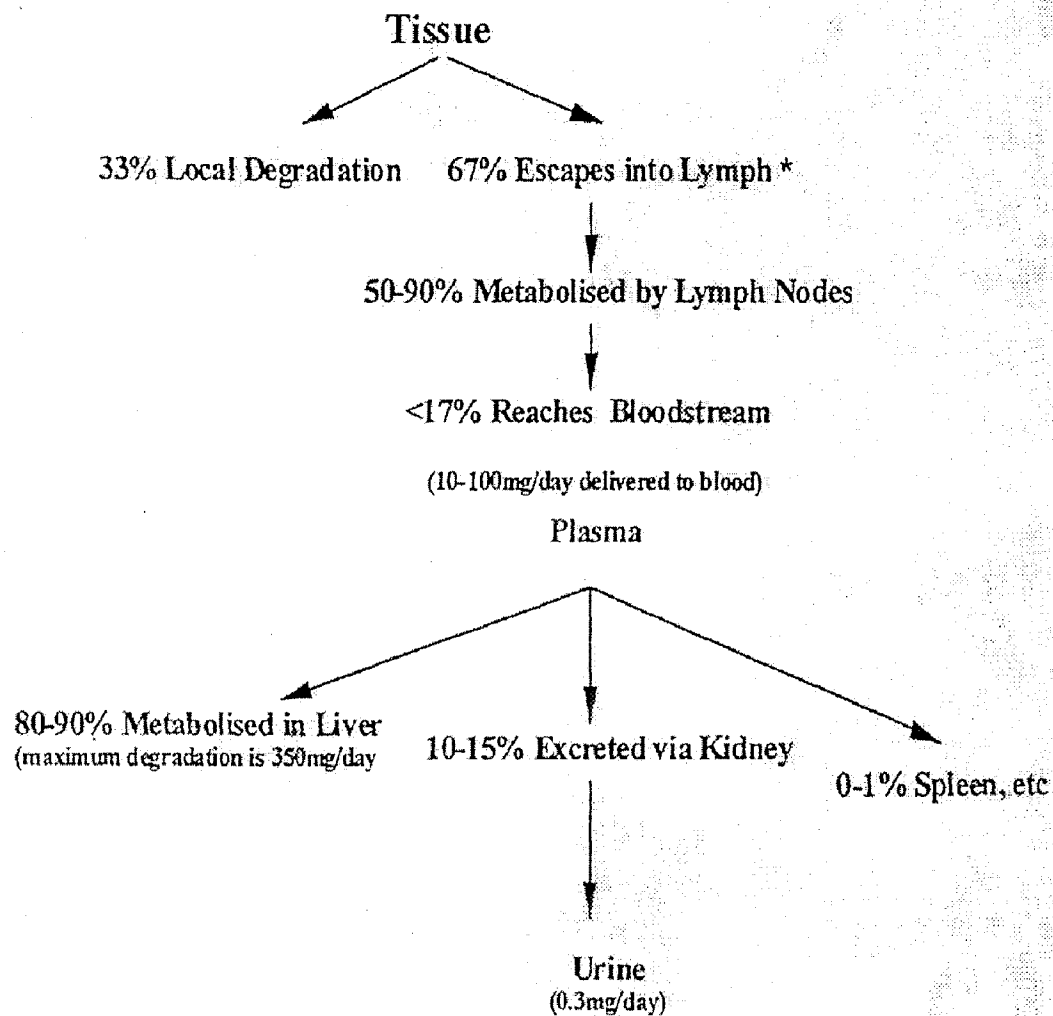 Tissue
33% Local Degradation
67% Escapes into Lymph *
50-90% Metabolised by Lymph Nodes
<17% Reaches Bloodstream
(10-100mg/day delivered to blood)
Plasma
80-90% Metabolised in Liver
(maximum degradation is 350mg/day
10-15% Excreted via Kidney
0-1% Spleen, etc
Urine
(0.3mg/day)